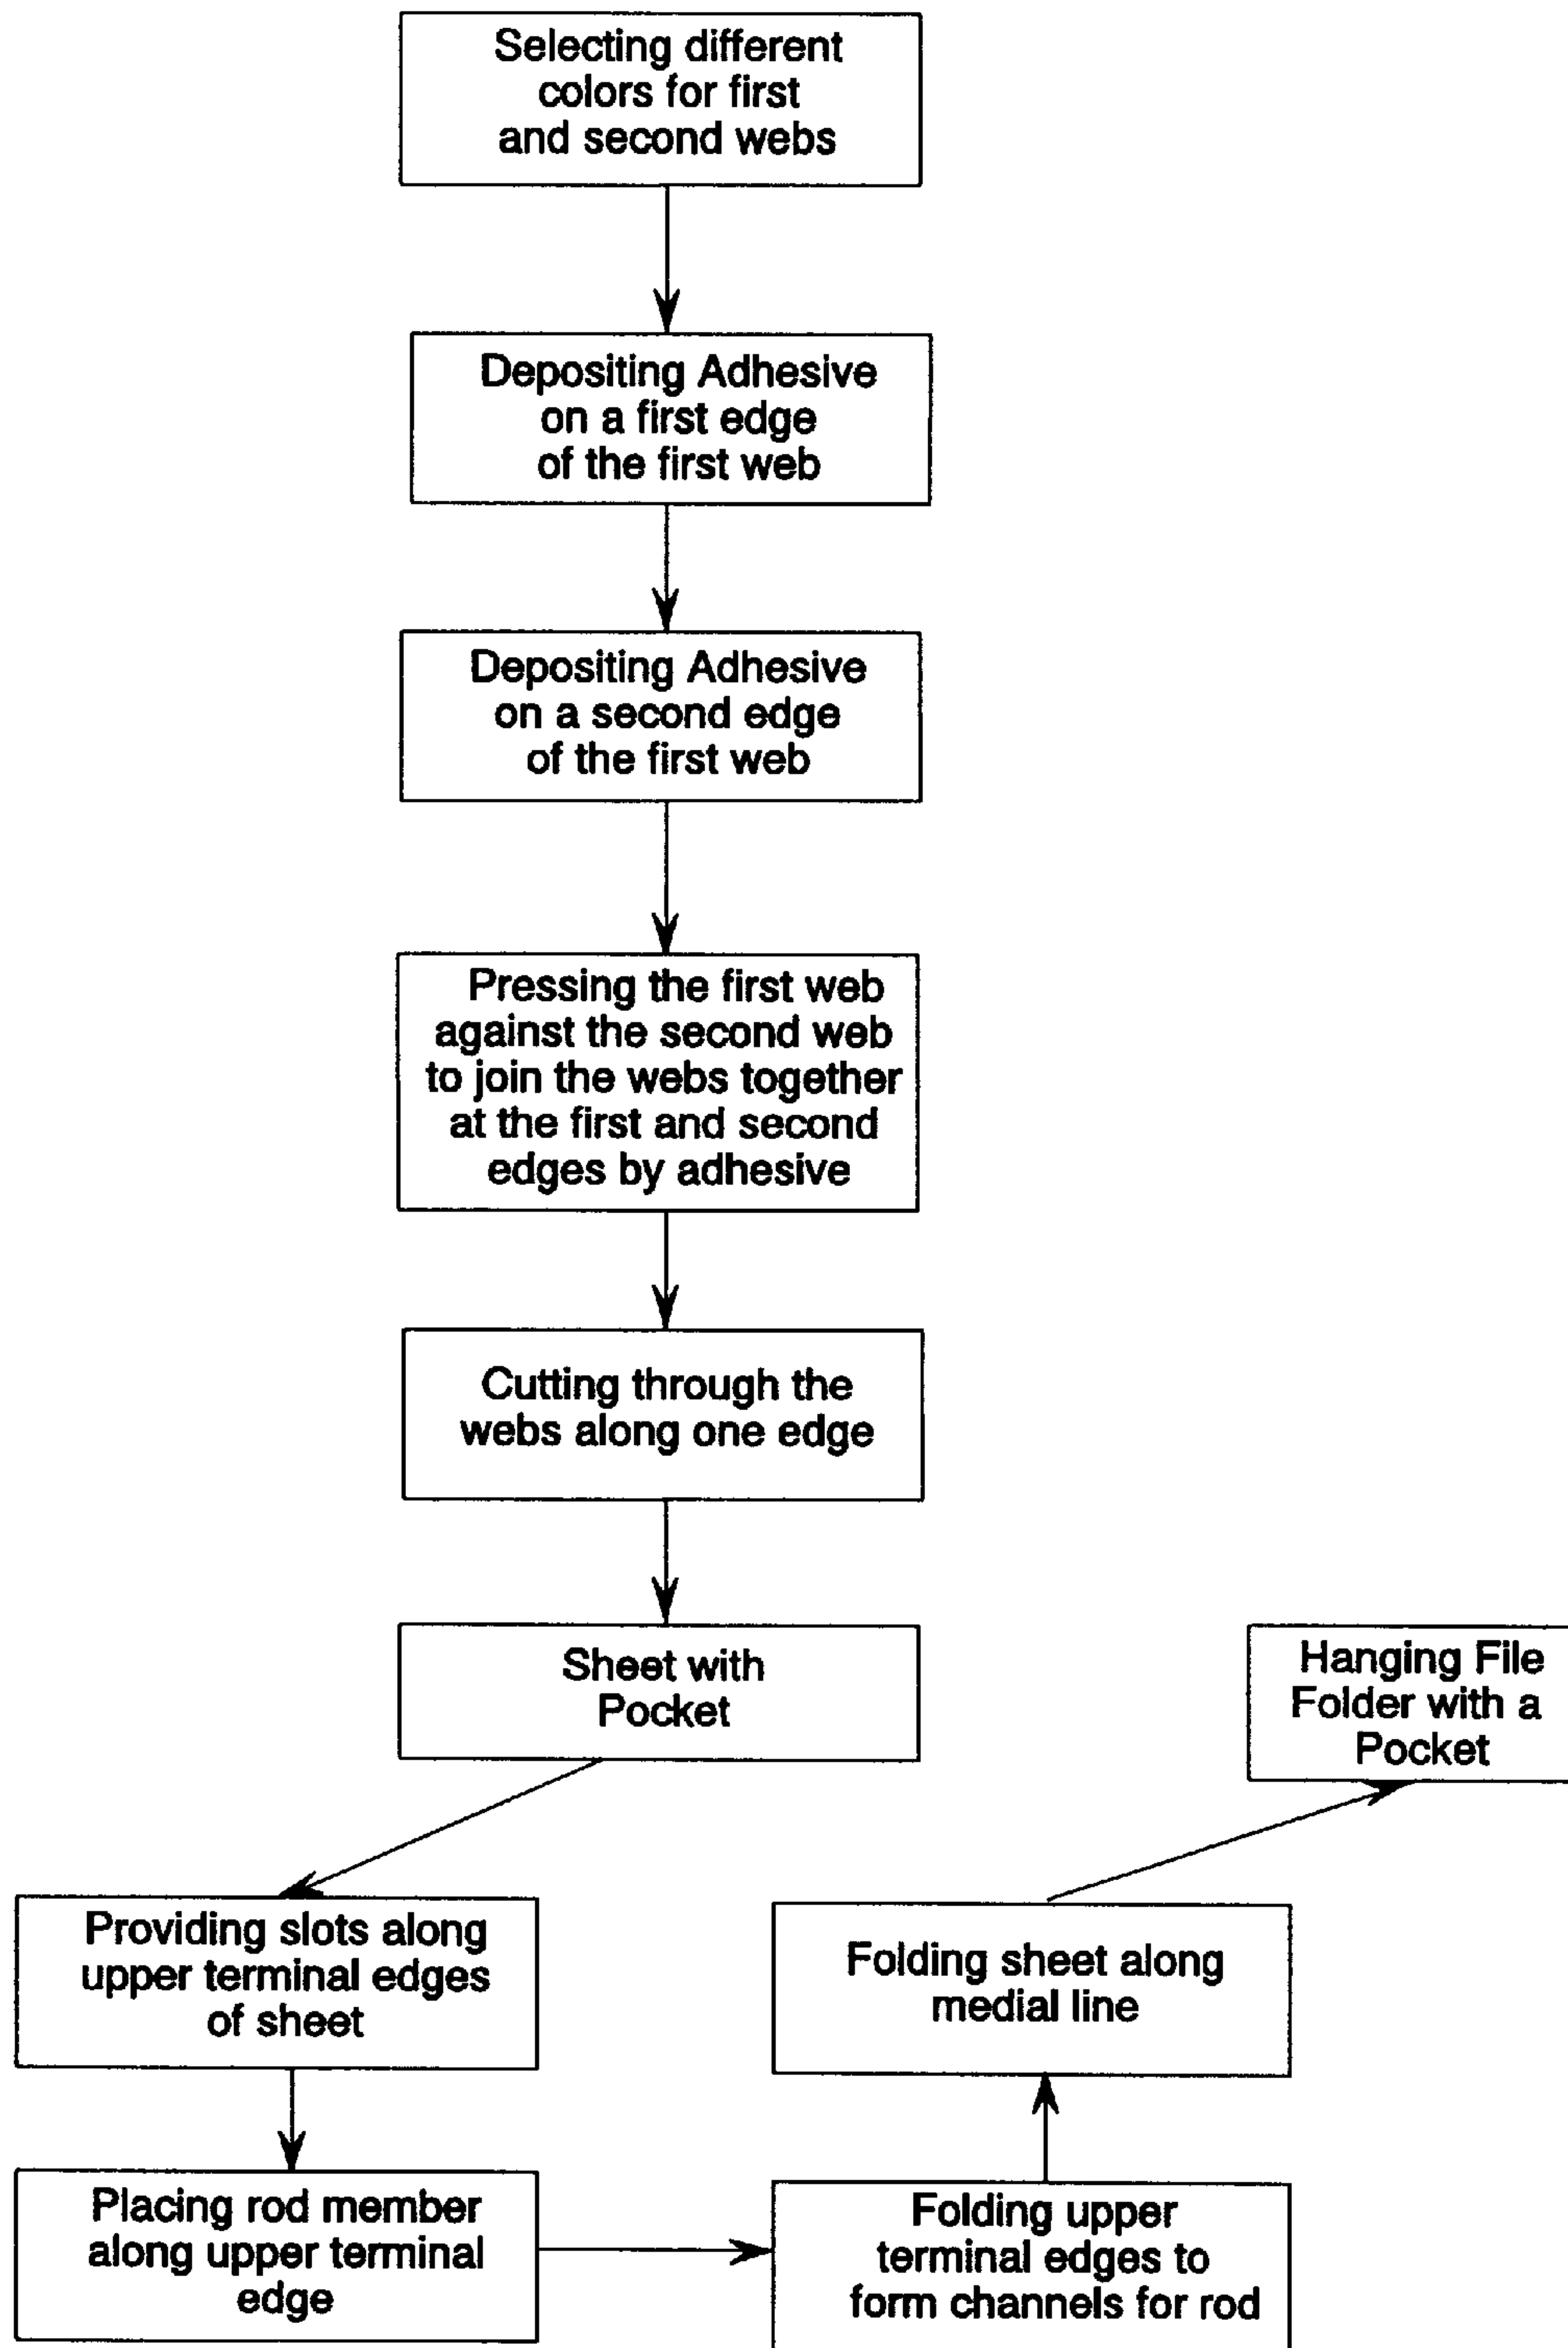 Selecting different
colors for first
and second webs
Depositing Adhesive
on a first edge
of the first web
Depositing Adhesive
on a second edge
of the first web
Pressing the first web
against the second web
to join the webs together
at the first and second
edges by adhesive
Cutting through the
webs along one edge
Sheet with
Pocket
Providing slots along
upper terminal edges
of sheet
Placing rod member
along upper terminal
edge
Folding upper
terminal edges to
form channels for rod
Folding sheet along
medial line
Hanging File
Folder with a
Pocket